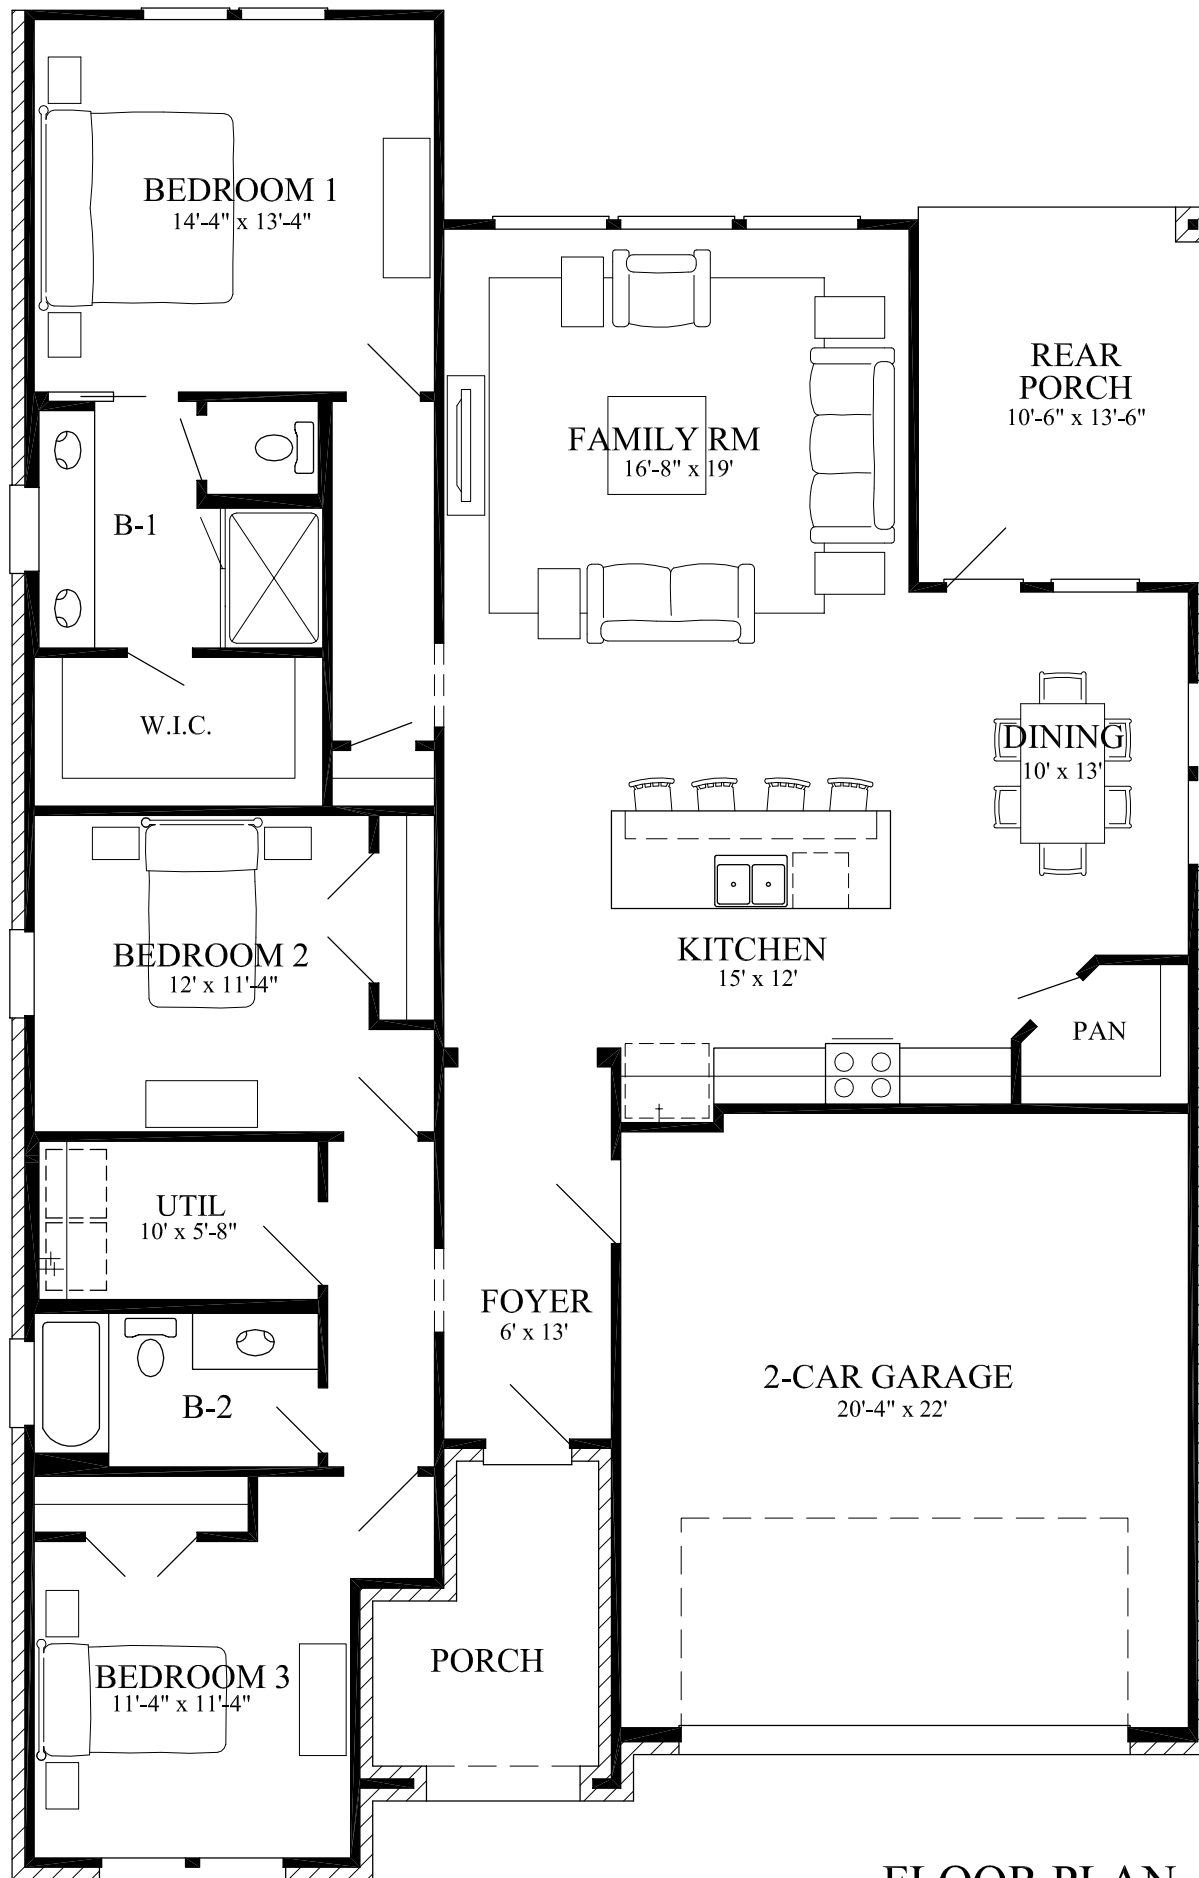 BEDROOM 1
14'-4" x 13'-4"
REAR
PORCH
10'-6" x 13'-6"
FAMILY RM
16'-8" x 19'
B-1
W.I.C.
DINING
10' x 13'
BEDROOM 2
12' x 11'-4"
KITCHEN
15' x 12'
PAN
UTIL
10' x 5'-8"
FOYER
6' x 13'
2-CAR GARAGE
20'-4" x 22'
B-2
PORCH
BEDROOM 3
11'-4" x 11'-4"
FLOOR PLAN